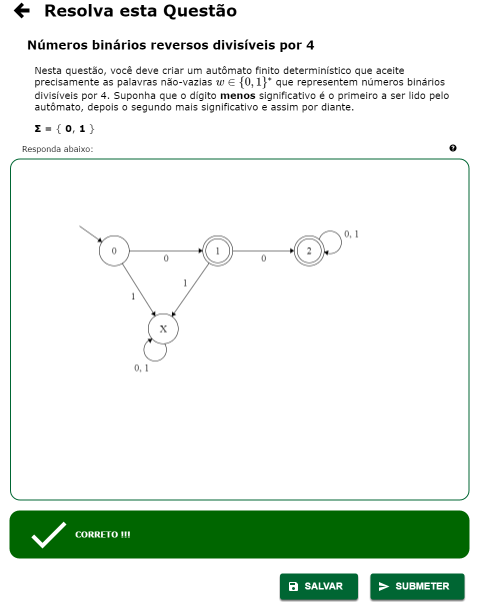 Resolva esta Questão
Números binários reversos divisíveis por 4
Nesta questão, você deve criar um autômato finito determinístico que aceite
precisamente as palavras não-vazias w ∈ {0, 1}* que representem números binários
divisíveis por 4. Suponha que o dígito menos significativo é o primeiro a ser lido pelo
autômato, depois o segundo mais significativo e assim por diante.
Σ = { 0, 1 }
Responda abaixo:
?
0, 1
0
1
2
0
0
1
1
X
0, 1
CORRETO !!!
SALVAR
SUBMETER